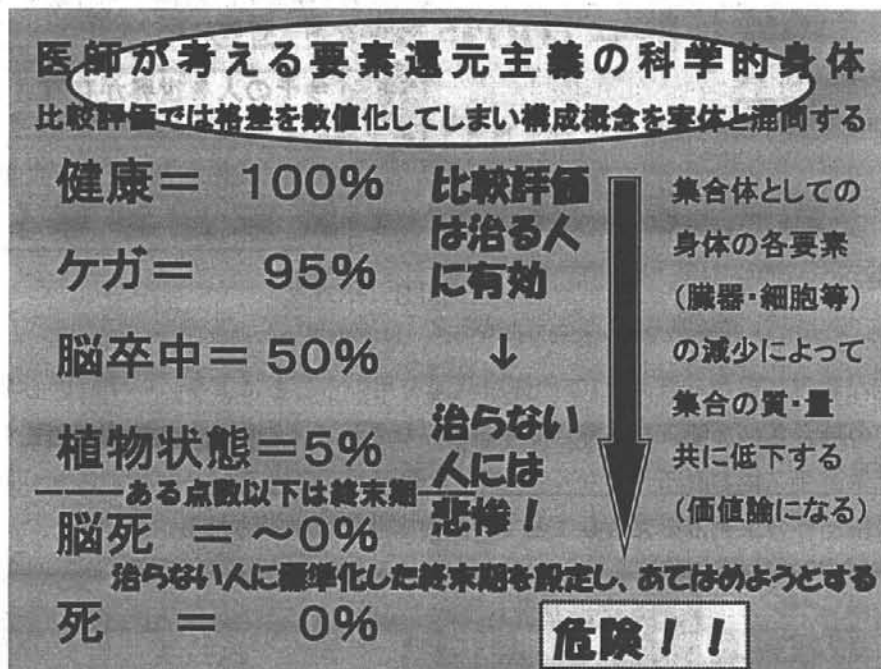 医師が考える要素還元主義の科学的身体
比較評価では格差を数値化してしまい構成概念を実体と混同する
健康＝ 100%
ケガ＝ 95%
脳卒中＝50%
植物状態＝5%
———ある点数以下は終末期———
脳死 ＝～0%
死 ＝ 0%
比較評価
は治る人
に有効
↓
治らない
人には
悲惨！
集合体としての
身体の各要素
（臓器・細胞等）
の減少によって
集合の質・量
共に低下する
（価値論になる）
治らない人に標準化した終末期を設定し、あてはめようとする
危険！！